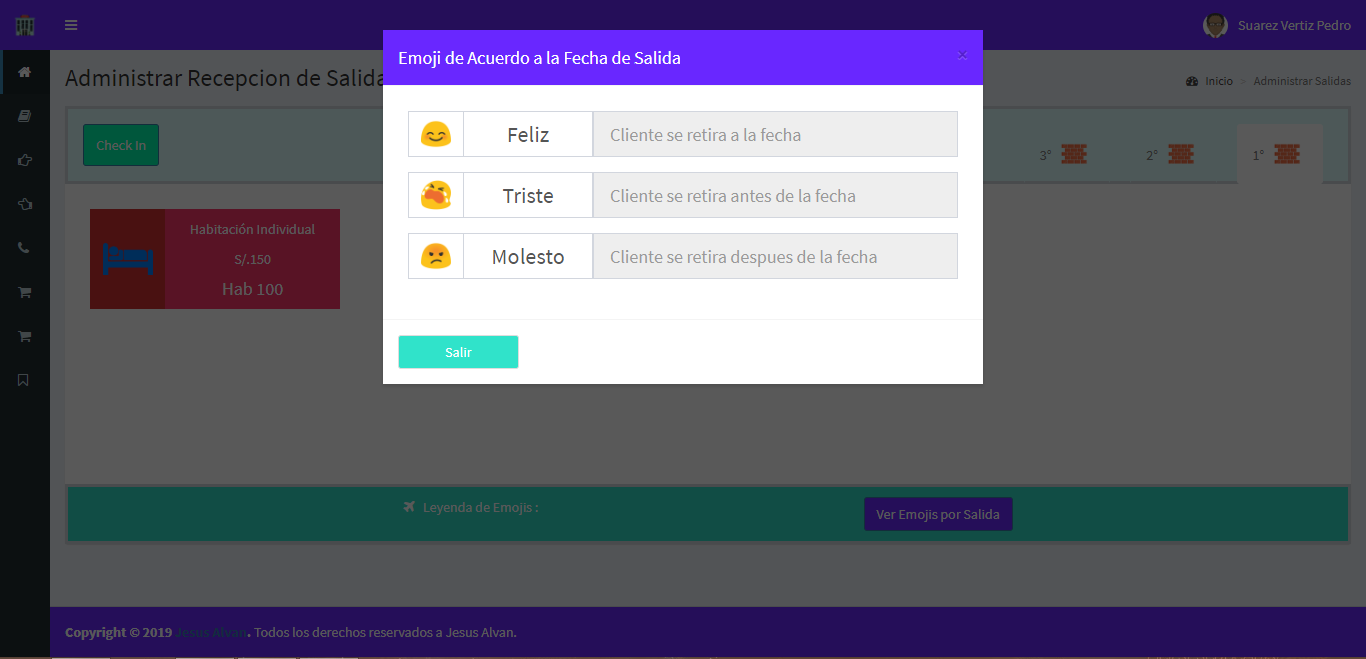 Suarez Vertiz Pedro
Emoji de Acuerdo a la Fecha de Salida
×
Administrar Recepcion de Salida
Inicio > Administrar Salidas
Check In
3°
2°
1°
Feliz
Cliente se retira a la fecha
Triste
Cliente se retira antes de la fecha
Molesto
Cliente se retira despues de la fecha
Habitación Individual
S/.150
Hab 100
Salir
Leyenda de Emojis :
Ver Emojis por Salida
Copyright © 2019 Jesus Alvan. Todos los derechos reservados a Jesus Alvan.